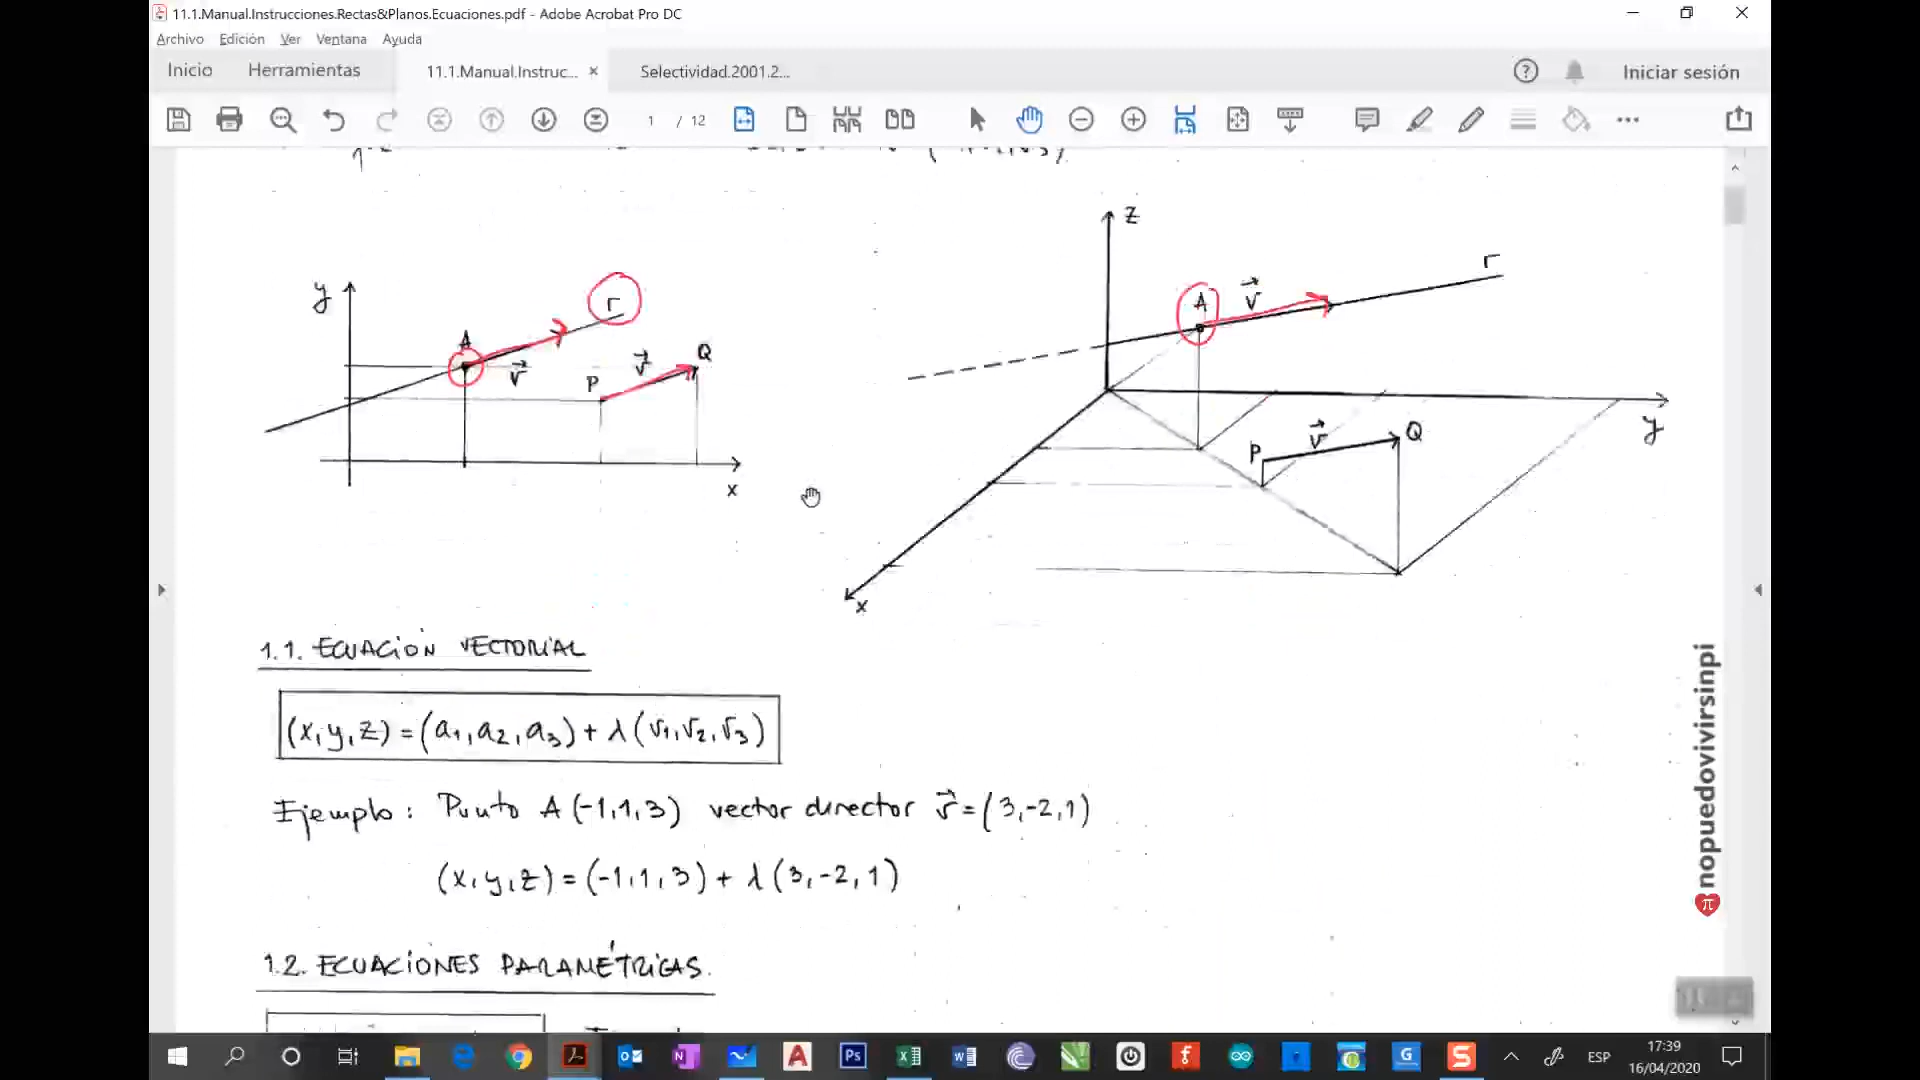 11.1.Manual.Instrucciones.Rectas&Planos.Ecuaciones.pdf - Adobe Acrobat Pro DC
Archivo Edición Ver Ventana Ayuda
Inicio Herramientas 11.1.Manual.Instruc... × Selectividad.2001.2... Iniciar sesión
1 / 12
y A r v⃗ P v⃗ Q x
z A v⃗ r P v⃗ Q y x
1.1. ECUACIÓN VECTORIAL
(x,y,z) = (a1,a2,a3) + λ(v1,v2,v3)
Ejemplo: Punto A(-1,1,3) vector director v⃗ = (3,-2,1)
(x,y,z) = (-1,1,3) + λ(3,-2,1)
1.2. ECUACIONES PARAMÉTRICAS.
nopuedovivirsinpi
π
ESP
17:39
16/04/2020